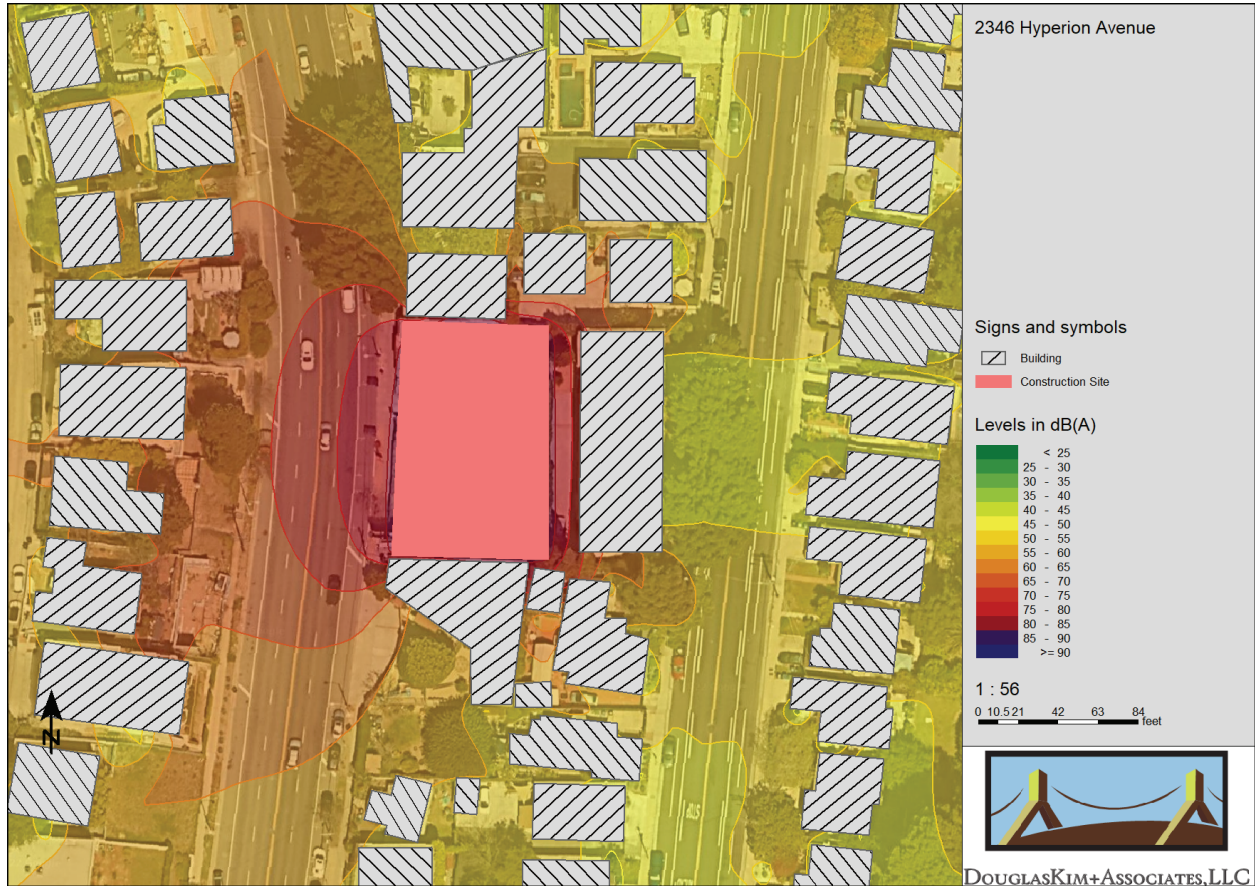 2346 Hyperion Avenue
Signs and symbols
Building
Construction Site
Levels in dB(A)
< 25
25 - 30
30 - 35
35 - 40
40 - 45
45 - 50
50 - 55
55 - 60
60 - 65
65 - 70
70 - 75
75 - 80
80 - 85
85 - 90
>= 90
1 : 56
0 10.5 21 42 63 84
feet
N
BUS
DOUGLASKIM+ASSOCIATES,LLC